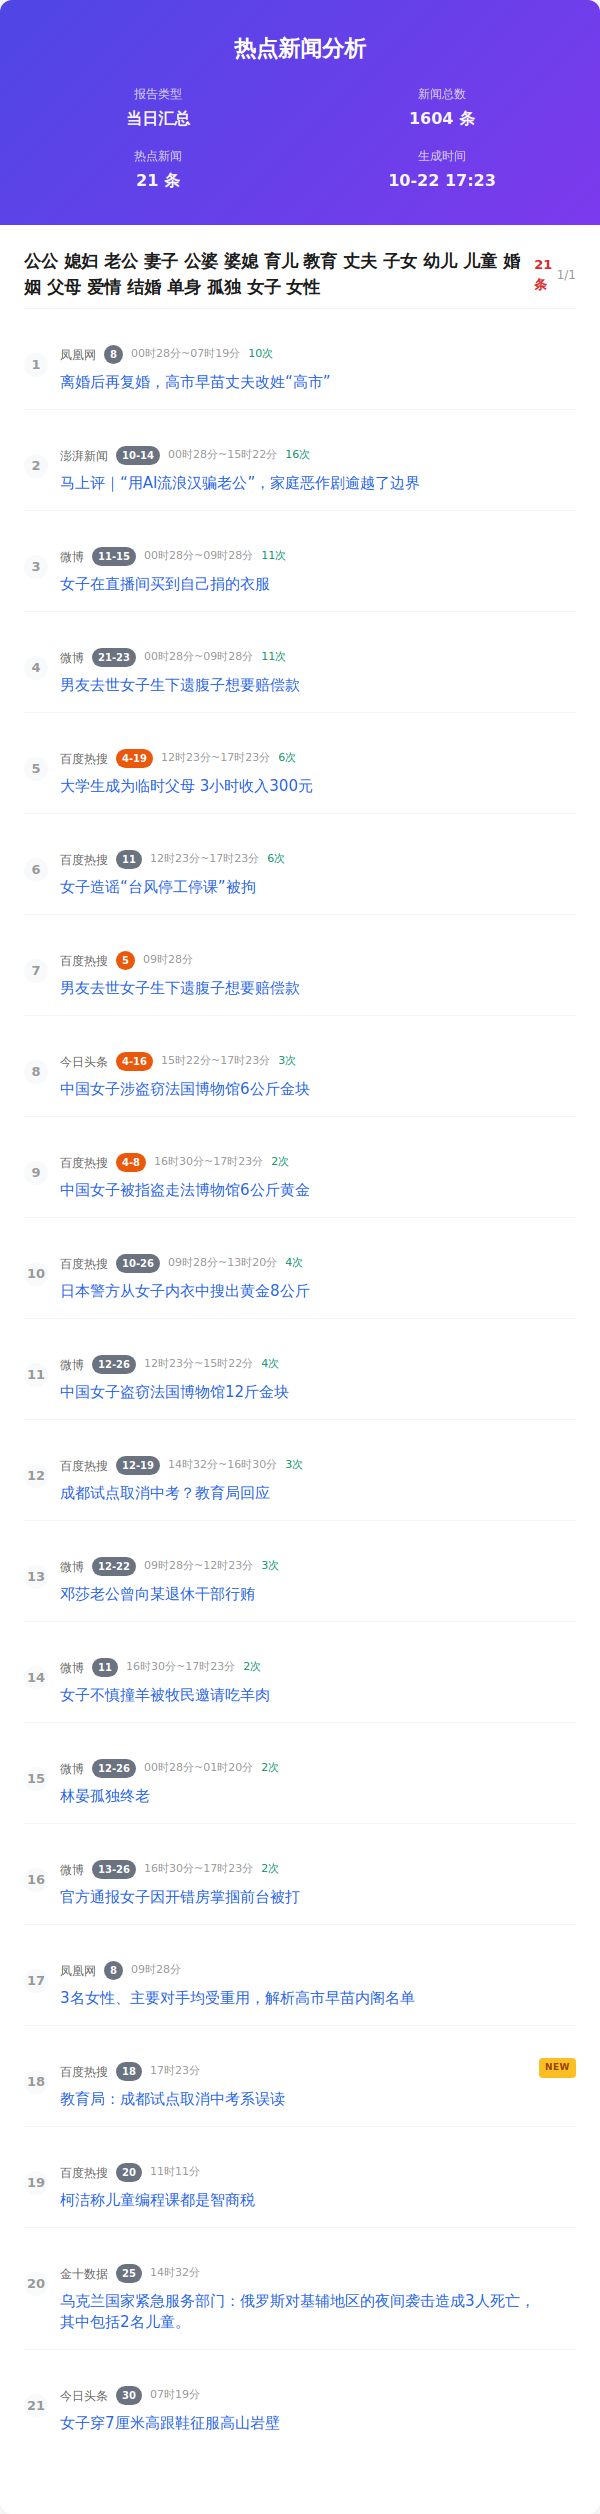 热点新闻分析
报告类型
新闻总数
当日汇总
1604 条
热点新闻
生成时间
21 条
10-22 17:23
公公 媳妇 老公 妻子 公婆 婆媳 育儿 教育 丈夫 子女 幼儿 儿童 婚
姻 父母 爱情 结婚 单身 孤独 女子 女性
21
条
1/1
1
凤凰网 8 00时28分~07时19分 10次
离婚后再复婚，高市早苗丈夫改姓“高市”
2
澎湃新闻 10-14 00时28分~15时22分 16次
马上评｜“用AI流浪汉骗老公”，家庭恶作剧逾越了边界
3
微博 11-15 00时28分~09时28分 11次
女子在直播间买到自己捐的衣服
4
微博 21-23 00时28分~09时28分 11次
男友去世女子生下遗腹子想要赔偿款
5
百度热搜 4-19 12时23分~17时23分 6次
大学生成为临时父母 3小时收入300元
6
百度热搜 11 12时23分~17时23分 6次
女子造谣“台风停工停课”被拘
7
百度热搜 5 09时28分
男友去世女子生下遗腹子想要赔偿款
8
今日头条 4-16 15时22分~17时23分 3次
中国女子涉盗窃法国博物馆6公斤金块
9
百度热搜 4-8 16时30分~17时23分 2次
中国女子被指盗走法博物馆6公斤黄金
10
百度热搜 10-26 09时28分~13时20分 4次
日本警方从女子内衣中搜出黄金8公斤
11
微博 12-26 12时23分~15时22分 4次
中国女子盗窃法国博物馆12斤金块
12
百度热搜 12-19 14时32分~16时30分 3次
成都试点取消中考？教育局回应
13
微博 12-22 09时28分~12时23分 3次
邓莎老公曾向某退休干部行贿
14
微博 11 16时30分~17时23分 2次
女子不慎撞羊被牧民邀请吃羊肉
15
微博 12-26 00时28分~01时20分 2次
林晏孤独终老
16
微博 13-26 16时30分~17时23分 2次
官方通报女子因开错房掌掴前台被打
17
凤凰网 8 09时28分
3名女性、主要对手均受重用，解析高市早苗内阁名单
18
百度热搜 18 17时23分
NEW
教育局：成都试点取消中考系误读
19
百度热搜 20 11时11分
柯洁称儿童编程课都是智商税
20
金十数据 25 14时32分
乌克兰国家紧急服务部门：俄罗斯对基辅地区的夜间袭击造成3人死亡，
其中包括2名儿童。
21
今日头条 30 07时19分
女子穿7厘米高跟鞋征服高山岩壁